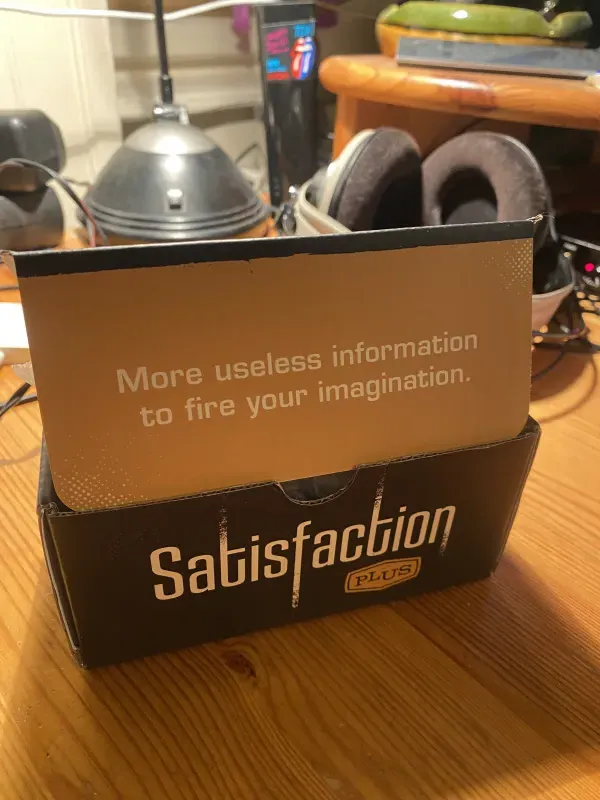 More useless information
to fire your imagination.
Satisfaction
PLUS